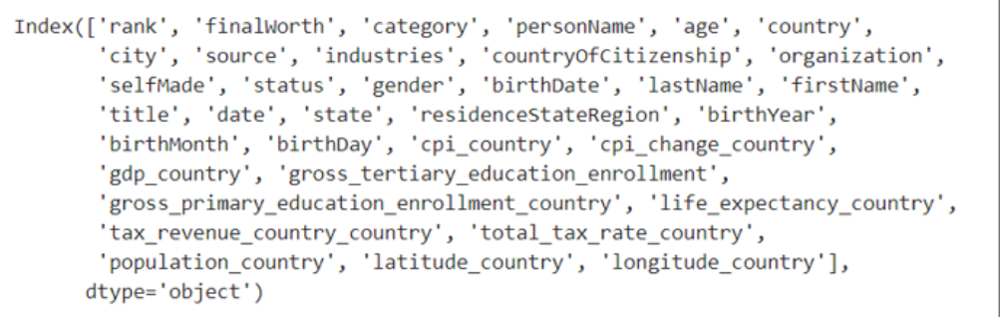 Index(['rank', 'finalWorth', 'category', 'personName', 'age', 'country',
'city', 'source', 'industries', 'countryOfCitizenship', 'organization',
'selfMade', 'status', 'gender', 'birthDate', 'lastName', 'firstName',
'title', 'date', 'state', 'residenceStateRegion', 'birthYear',
'birthMonth', 'birthDay', 'cpi_country', 'cpi_change_country',
'gdp_country', 'gross_tertiary_education_enrollment',
'gross_primary_education_enrollment_country', 'life_expectancy_country',
'tax_revenue_country_country', 'total_tax_rate_country',
'population_country', 'latitude_country', 'longitude_country'],
dtype='object')